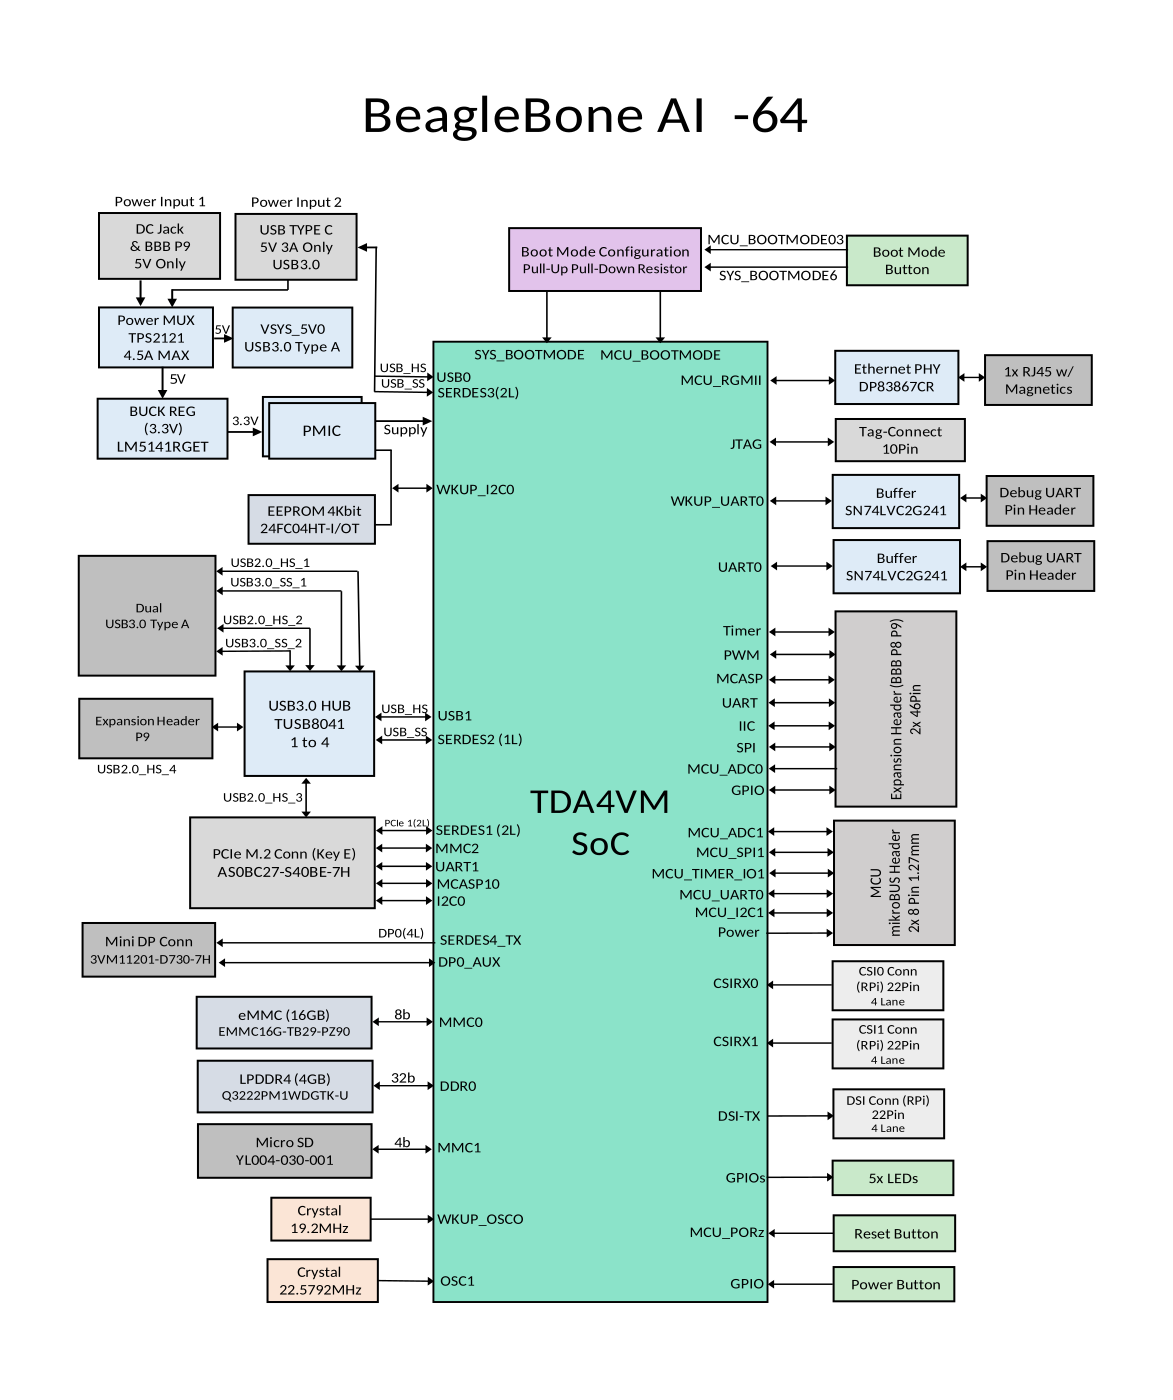 BeagleBone AI -64
Power Input 1
Power Input 2
DC Jack
& BBB P9
5V Only
USB TYPE C
5V 3A Only
USB3.0
Boot Mode Configuration
Pull-Up Pull-Down Resistor
MCU_BOOTMODE03
SYS_BOOTMODE6
Boot Mode
Button
Power MUX
TPS2121
4.5A MAX
5V
VSYS_5V0
USB3.0 Type A
5V
BUCK REG
(3.3V)
LM5141RGET
3.3V
PMIC
Supply
USB_HS
USB_SS
EEPROM 4Kbit
24FC04HT-I/OT
Dual
USB3.0 Type A
USB2.0_HS_1
USB3.0_SS_1
USB2.0_HS_2
USB3.0_SS_2
USB3.0 HUB
TUSB8041
1 to 4
USB_HS
USB_SS
Expansion Header
P9
USB2.0_HS_4
USB2.0_HS_3
PCIe M.2 Conn (Key E)
AS0BC27-S40BE-7H
PCIe 1(2L)
Mini DP Conn
3VM11201-D730-7H
DP0(4L)
eMMC (16GB)
EMMC16G-TB29-PZ90
8b
LPDDR4 (4GB)
Q3222PM1WDGTK-U
32b
Micro SD
YL004-030-001
4b
Crystal
19.2MHz
Crystal
22.5792MHz
SYS_BOOTMODE
MCU_BOOTMODE
USB0
SERDES3(2L)
WKUP_I2C0
USB1
SERDES2 (1L)
SERDES1 (2L)
MMC2
UART1
MCASP10
I2C0
SERDES4_TX
DP0_AUX
MMC0
DDR0
MMC1
WKUP_OSCO
OSC1
TDA4VM
SoC
MCU_RGMII
JTAG
WKUP_UART0
UART0
Timer
PWM
MCASP
UART
IIC
SPI
MCU_ADC0
GPIO
MCU_ADC1
MCU_SPI1
MCU_TIMER_IO1
MCU_UART0
MCU_I2C1
Power
CSIRX0
CSIRX1
DSI-TX
GPIOs
MCU_PORz
GPIO
Ethernet PHY
DP83867CR
1x RJ45 w/
Magnetics
Tag-Connect
10Pin
Buffer
SN74LVC2G241
Debug UART
Pin Header
Buffer
SN74LVC2G241
Debug UART
Pin Header
Expansion Header (BBB P8 P9)
2x 46Pin
MCU
mikroBUS Header
2x 8 Pin 1.27mm
CSI0 Conn
(RPi) 22Pin
4 Lane
CSI1 Conn
(RPi) 22Pin
4 Lane
DSI Conn (RPi)
22Pin
4 Lane
5x LEDs
Reset Button
Power Button